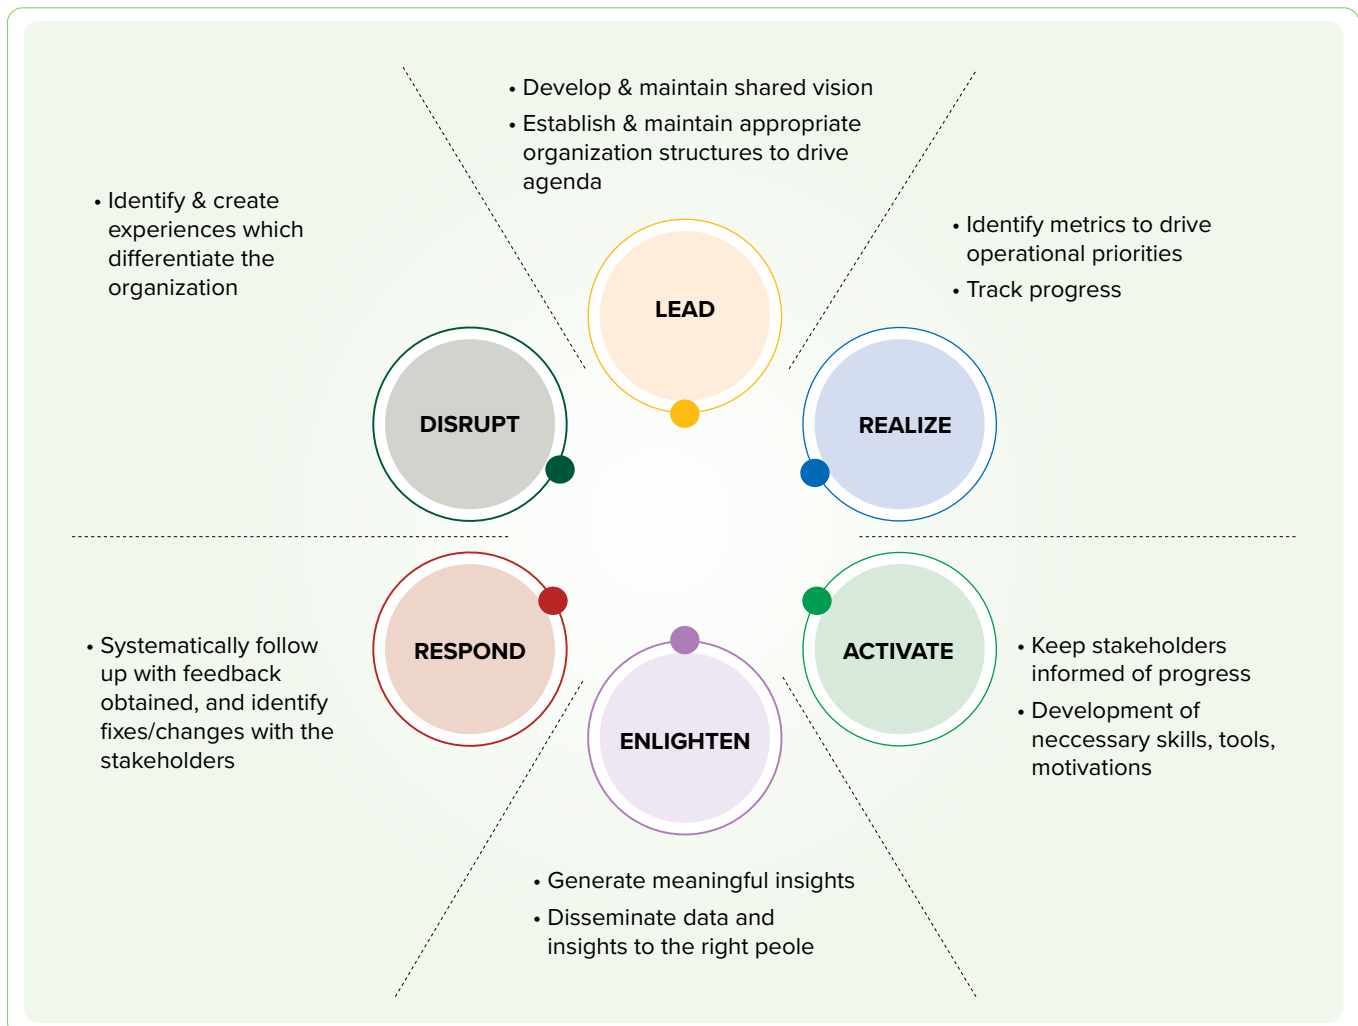 • Develop & maintain shared vision
• Establish & maintain appropriate
organization structures to drive
agenda
LEAD
• Identify metrics to drive
operational priorities
• Track progress
REALIZE
ACTIVATE
• Keep stakeholders
informed of progress
• Development of
neccessary skills, tools,
motivations
ENLIGHTEN
• Generate meaningful insights
• Disseminate data and
insights to the right peole
RESPOND
• Systematically follow
up with feedback
obtained, and identify
fixes/changes with the
stakeholders
DISRUPT
• Identify & create
experiences which
differentiate the
organization